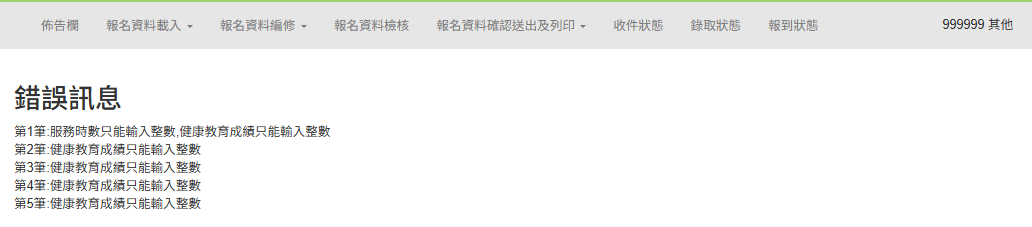 佈告欄 報名資料載入 報名資料編修 報名資料檢核 報名資料確認送出及列印 收件狀態 錄取狀態 報到狀態 999999 其他
錯誤訊息
第1筆:服務時數只能輸入整數,健康教育成績只能輸入整數
第2筆:健康教育成績只能輸入整數
第3筆:健康教育成績只能輸入整數
第4筆:健康教育成績只能輸入整數
第5筆:健康教育成績只能輸入整數